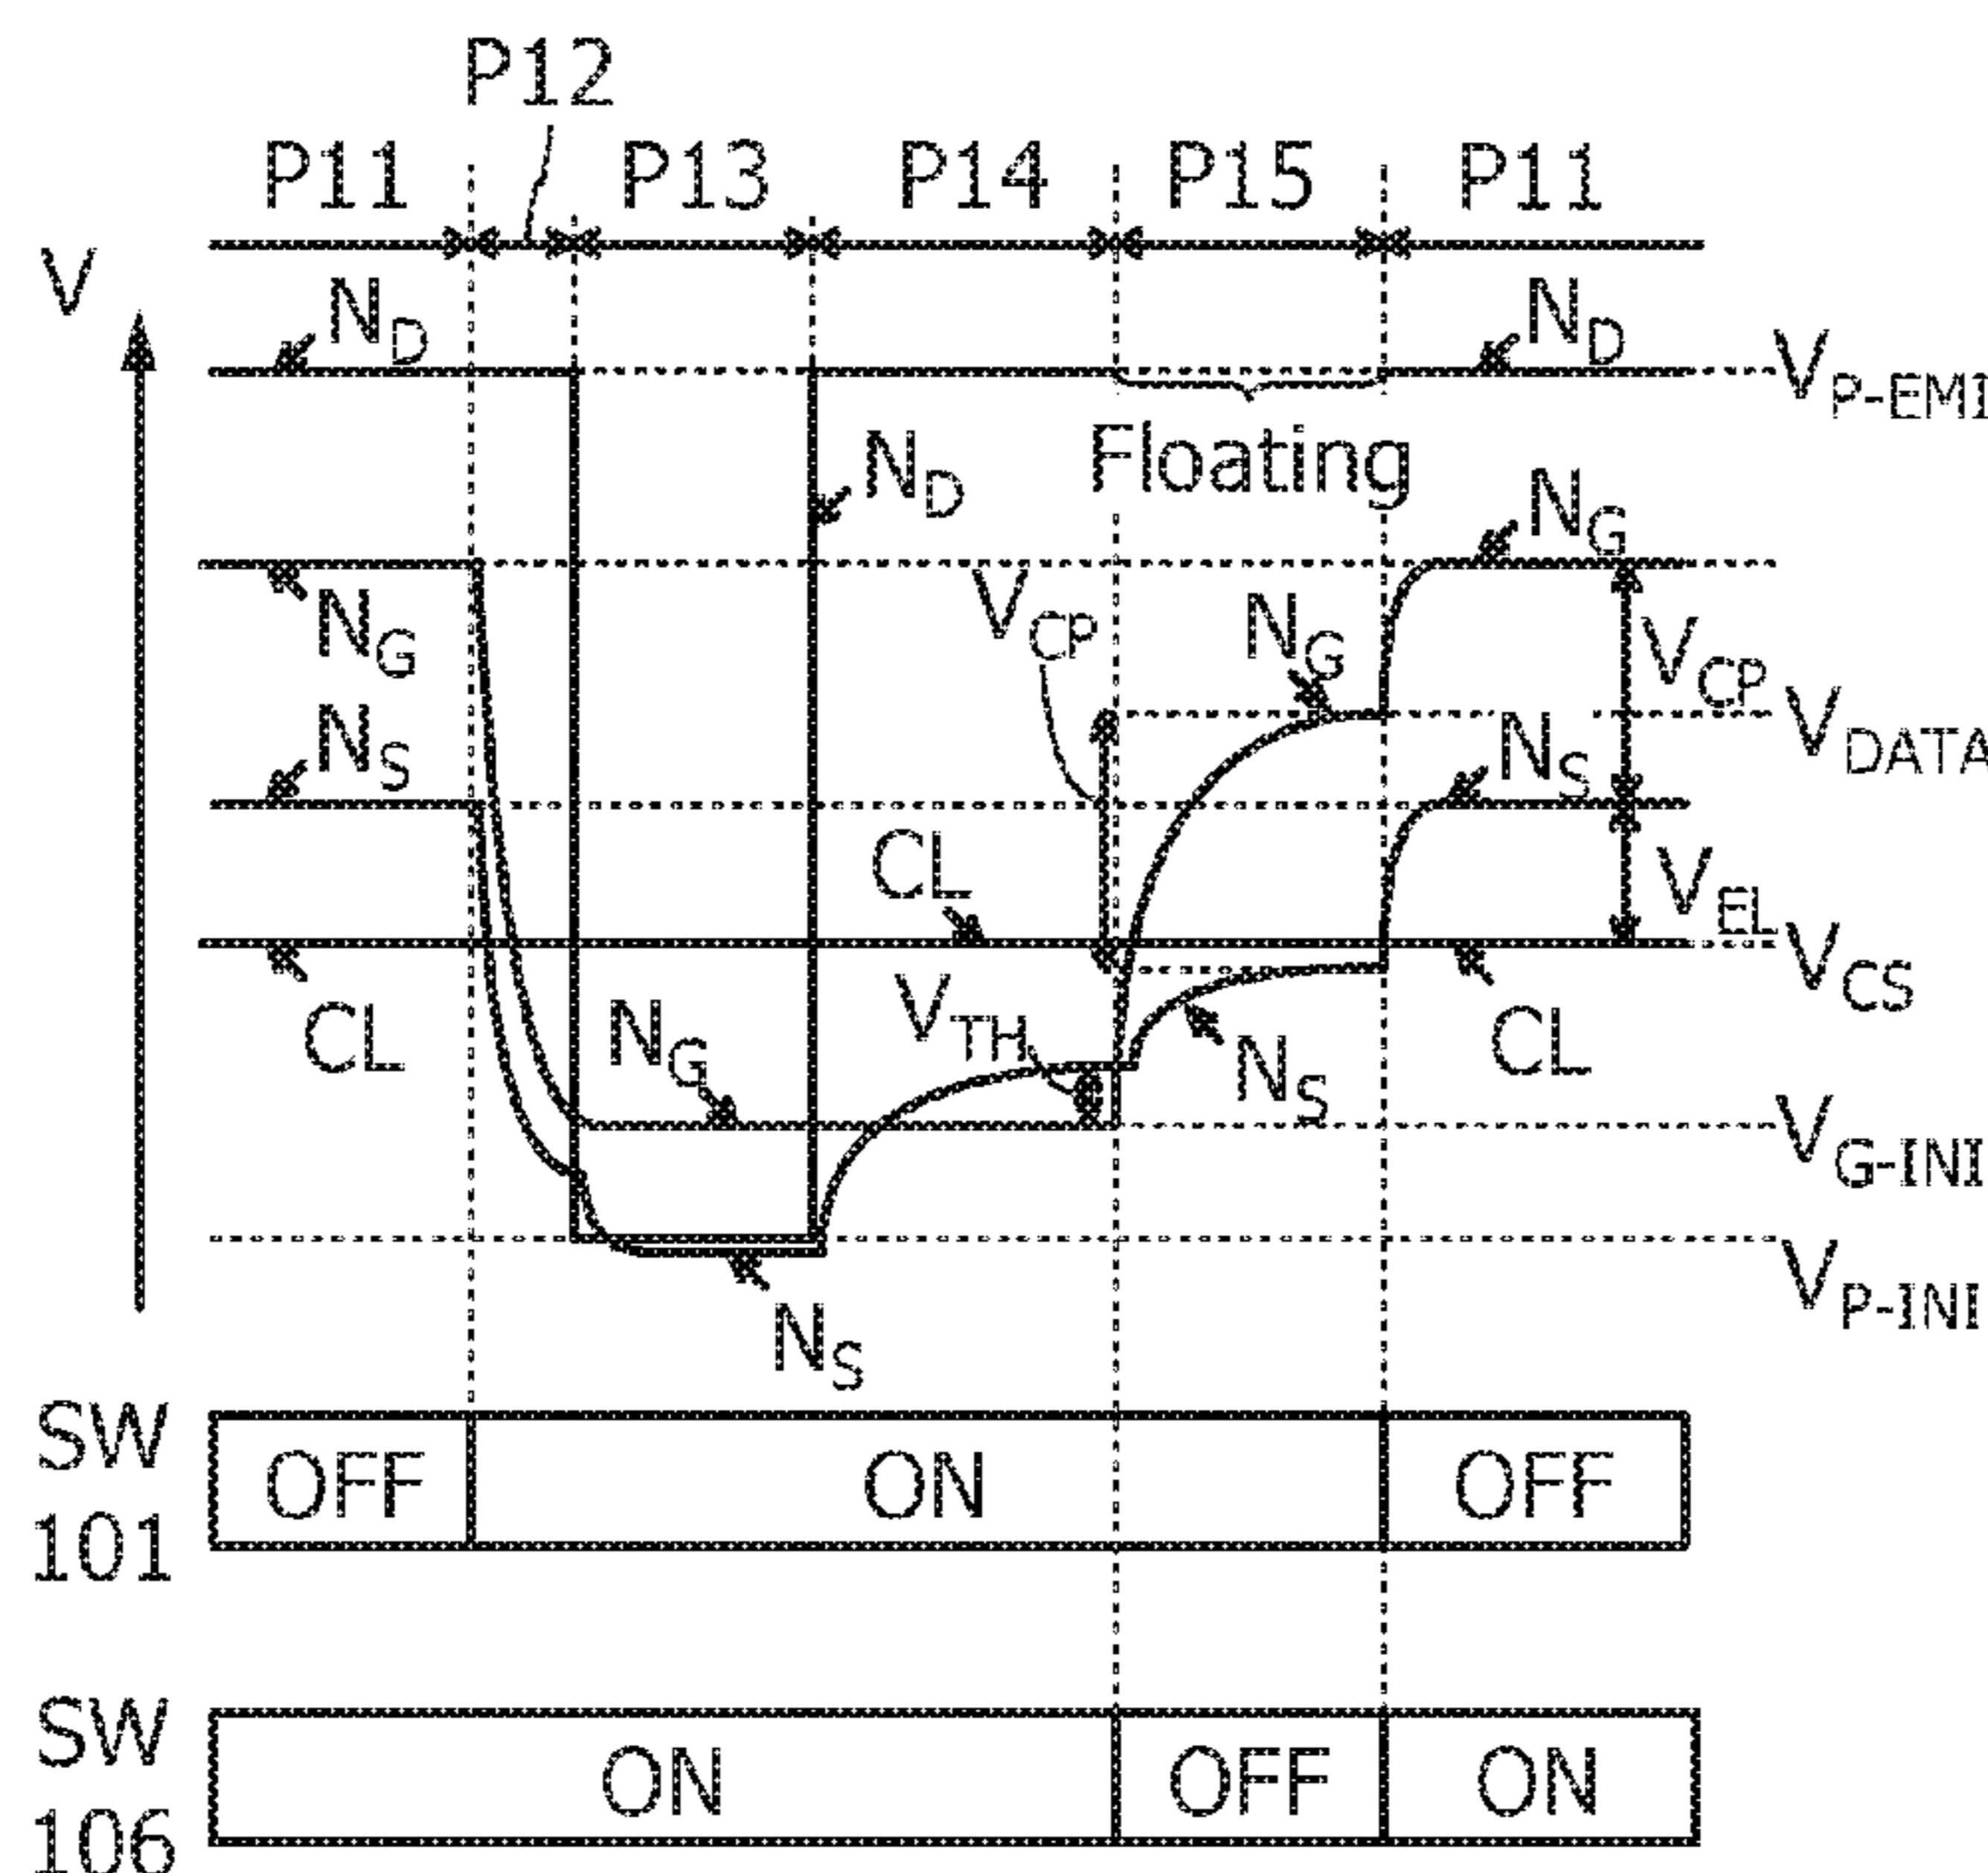 P12
P11 P13 P14 P15 P11
V
N_D N_D
V_P-EMI
N_D Floating
N_G
N_G
V_CP N_G V_CP
N_S N_S V_DATA
CL V_EL
V_CS
CL N_G V_TH N_S CL
V_G-INI
V_P-INI
N_S
SW 101 OFF ON OFF
SW 106 ON OFF ON